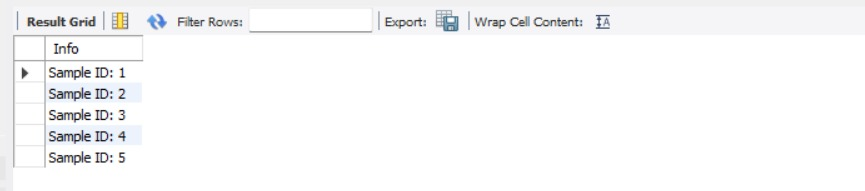 Result Grid Filter Rows: Export: Wrap Cell Content: IA
Info
Sample ID: 1
Sample ID: 2
Sample ID: 3
Sample ID: 4
Sample ID: 5